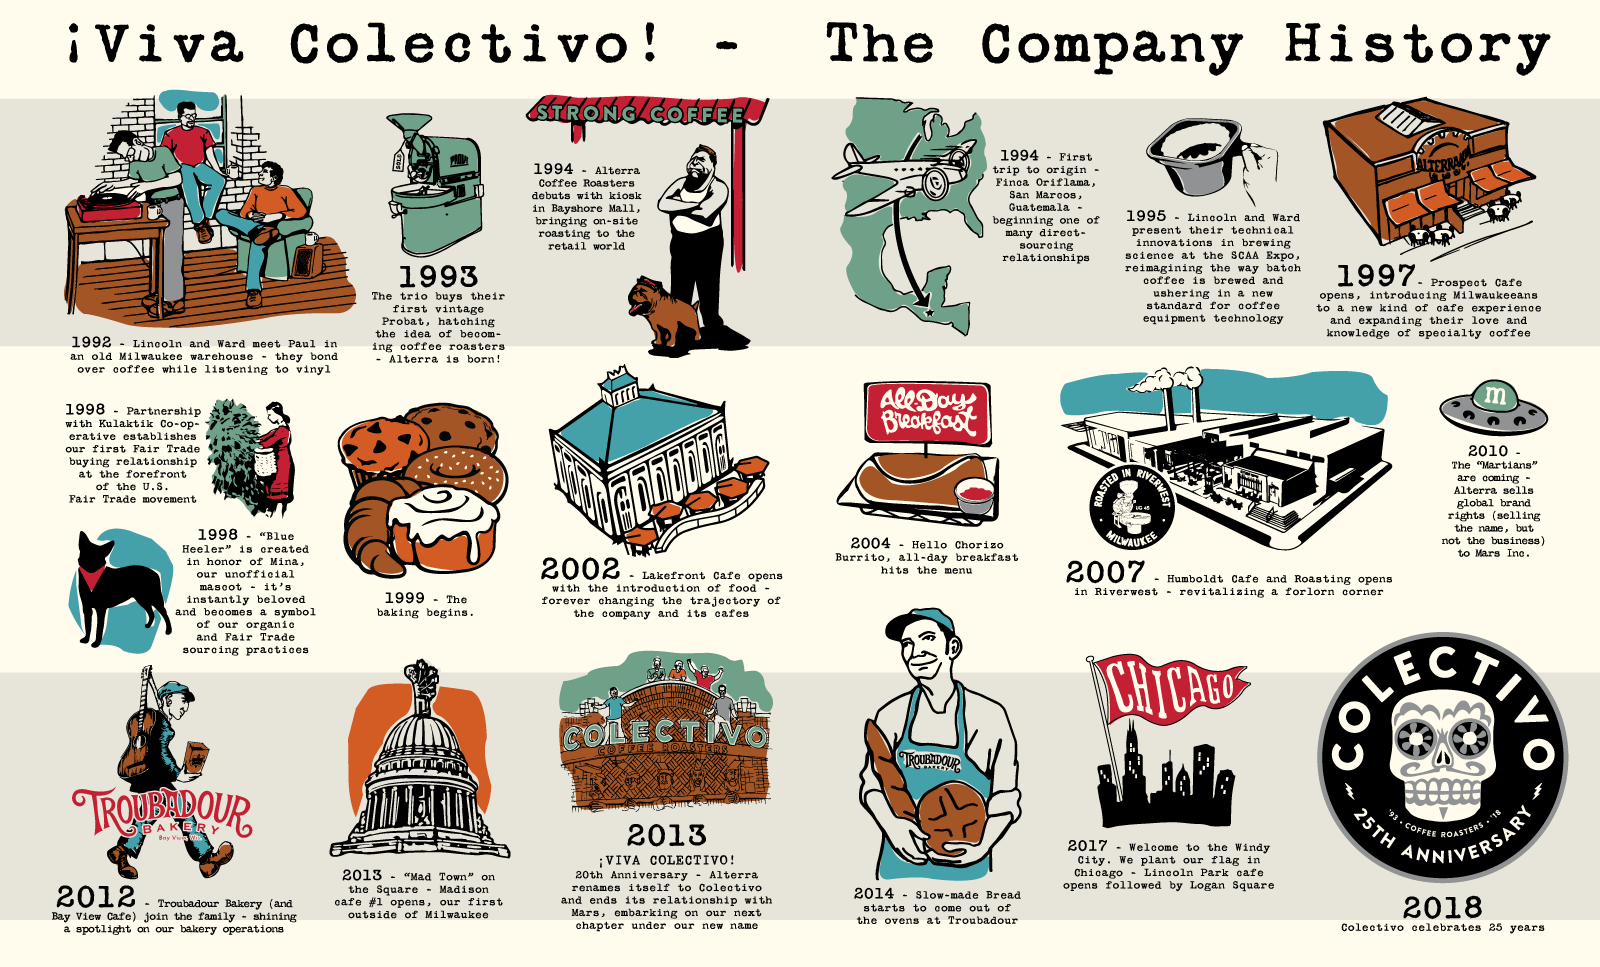 ¡Viva Colectivo! - The Company History
1992 - Lincoln and Ward meet Paul in
an old Milwaukee warehouse - they bond
over coffee while listening to vinyl
SOLD
1993
The trio buys their
first vintage
Probat, hatching
the idea of becom-
ing coffee roasters
- Alterra is born!
STRONG COFFEE
1994 - Alterra
Coffee Roasters
debuts with kiosk
in Bayshore Mall,
bringing on-site
roasting to the
retail world
1994 - First
trip to origin -
Finca Oriflama,
San Marcos,
Guatemala -
beginning one of
many direct-
sourcing
relationships
1995 - Lincoln and Ward
present their technical
innovations in brewing
science at the SCAA Expo,
reimagining the way batch
coffee is brewed and
ushering in a new
standard for coffee
equipment technology
ALTERRA
1997 - Prospect Cafe
opens, introducing Milwaukeeans
to a new kind of cafe experience
and expanding their love and
knowledge of specialty coffee
1998 - Partnership
with Kulaktik Co-op-
erative establishes
our first Fair Trade
buying relationship
at the forefront
of the U.S.
Fair Trade movement
1998 - "Blue
Heeler" is created
in honor of Mina,
our unofficial
mascot - it's
instantly beloved
and becomes a symbol
of our organic
and Fair Trade
sourcing practices
1999 - The
baking begins.
2002 - Lakefront Cafe opens
with the introduction of food -
forever changing the trajectory of
the company and its cafes
All-Day
Breakfast
2004 - Hello Chorizo
Burrito, all-day breakfast
hits the menu
ROASTED IN RIVERWEST
UG 45
MILWAUKEE
2007 - Humboldt Cafe and Roasting opens
in Riverwest - revitalizing a forlorn corner
m
2010 -
The "Martians"
are coming -
Alterra sells
global brand
rights (selling
the name, but
not the business)
to Mars Inc.
TROUBADOUR
BAKERY
Bay View, Wis.
2012 - Troubadour Bakery (and
Bay View Cafe) join the family - shining
a spotlight on our bakery operations
2013 - "Mad Town" on
the Square - Madison
cafe #1 opens, our first
outside of Milwaukee
COLECTIVO
COFFEE ROASTERS
2013
¡VIVA COLECTIVO!
20th Anniversary - Alterra
renames itself to Colectivo
and ends its relationship with
Mars, embarking on our next
chapter under our new name
TROUBADOUR
BAKERY
2014 - Slow-made Bread
starts to come out of
the ovens at Troubadour
CHICAGO
2017 - Welcome to the Windy
City. We plant our flag in
Chicago - Lincoln Park cafe
opens followed by Logan Square
COLECTIVO
'93 • COFFEE ROASTERS • '18
25TH ANNIVERSARY
2018
Colectivo celebrates 25 years